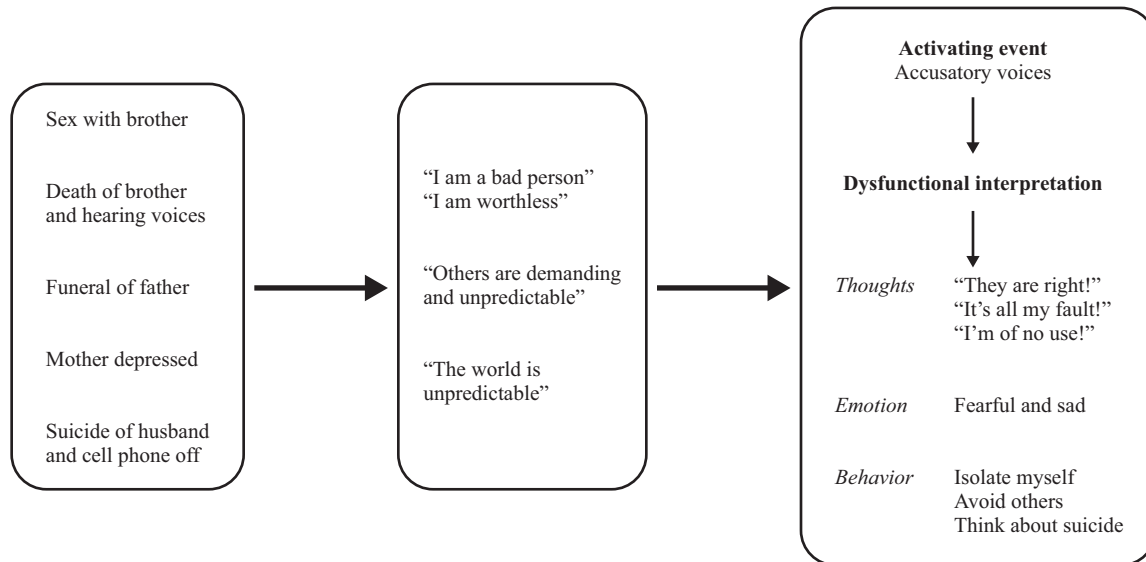 Sex with brother
Death of brother
and hearing voices
Funeral of father
Mother depressed
Suicide of husband
and cell phone off
“I am a bad person”
“I am worthless”
“Others are demanding
and unpredictable”
“The world is
unpredictable”
Activating event
Accusatory voices
Dysfunctional interpretation
Thoughts “They are right!”
“It’s all my fault!”
“I’m of no use!”
Emotion Fearful and sad
Behavior Isolate myself
Avoid others
Think about suicide